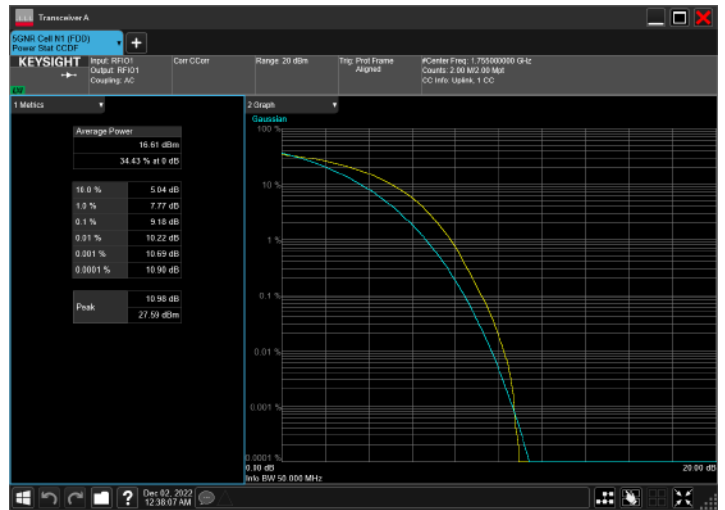 Transceiver A
5GNR Cell N1 (FDD)
Power Stat CCDF
KEYSIGHT
Input: RFIO1
Output: RFIO1
Coupling: AC
Corr CCorr
Range: 20 dBm
Trig: Prot Frame
Aligned
#Center Freq: 1.755000000 GHz
Counts: 2.00 M/2.00 Mpt
CC Info: Uplink, 1 CC
1 Metrics
Average Power
16.61 dBm
34.43 % at 0 dB
10.0 % 5.04 dB
1.0 % 7.77 dB
0.1 % 9.18 dB
0.01 % 10.22 dB
0.001 % 10.69 dB
0.0001 % 10.90 dB
Peak
10.98 dB
27.59 dBm
2 Graph
Gaussian
100 %
10 %
1 %
0.1 %
0.01 %
0.001 %
0.0001 %
0.00 dB
20.00 dB
Info BW 50.000 MHz
?
Dec 02, 2022
12:38:07 AM